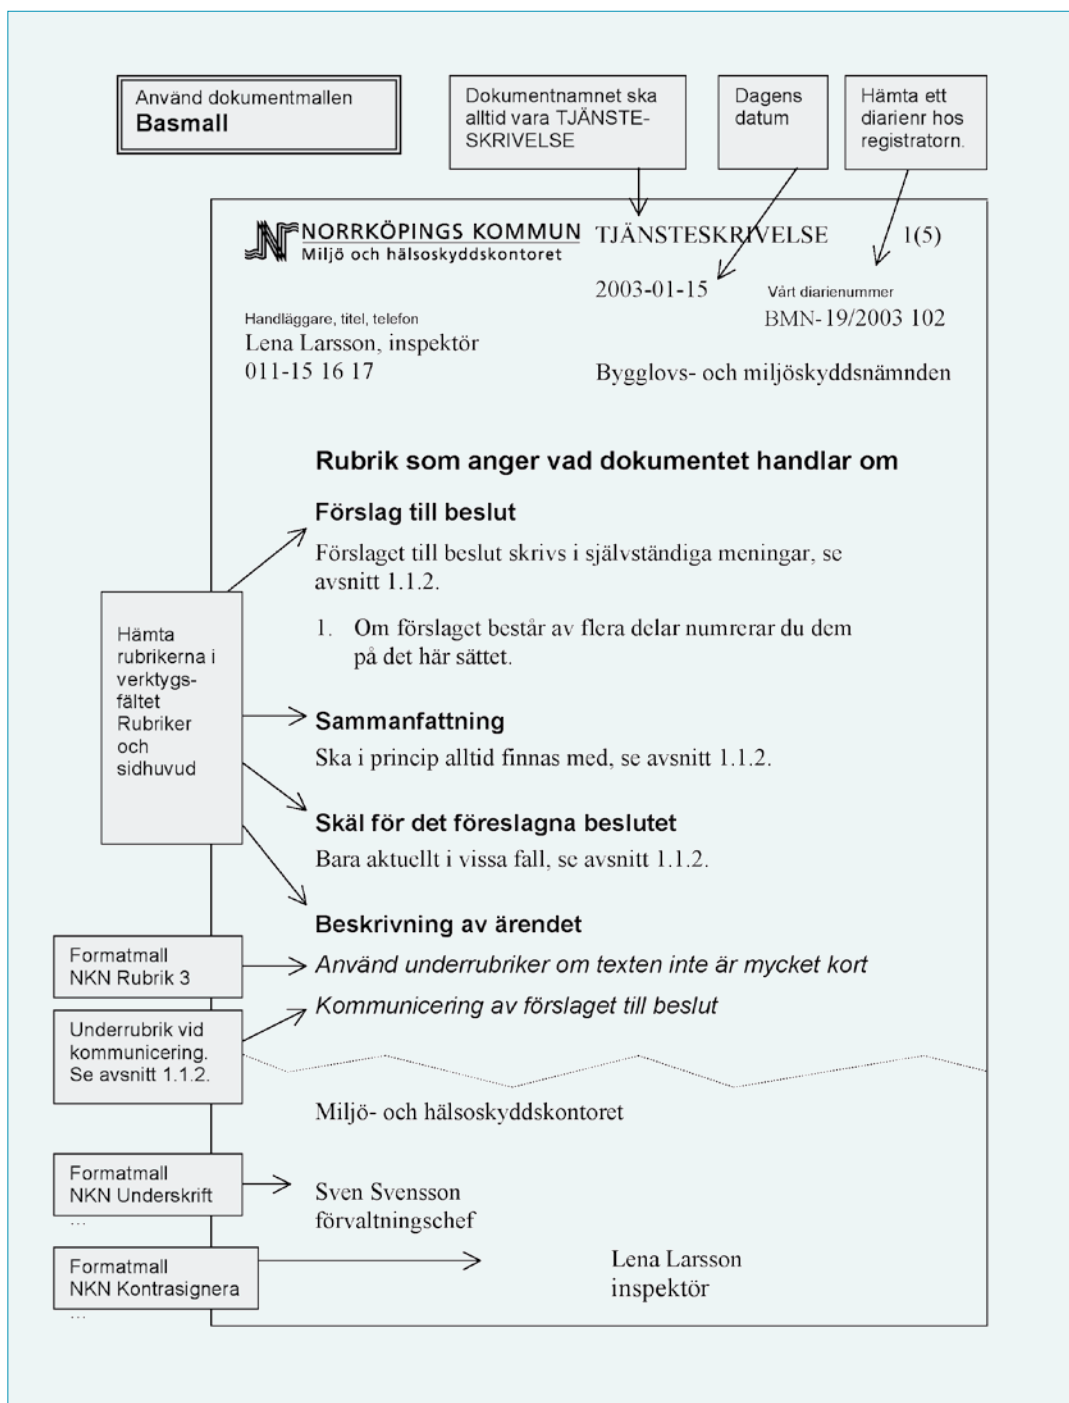 Använd dokumentmallen
Basmall
Dokumentnamnet ska
alltid vara TJÄNSTE-
SKRIVELSE
Dagens
datum
Hämta ett
diarienr hos
registratorn.
NORRKÖPINGS KOMMUN
Miljö och hälsoskyddskontoret
TJÄNSTESKRIVELSE
1(5)
2003-01-15
Vårt diarienummer
BMN-19/2003 102
Handläggare, titel, telefon
Lena Larsson, inspektör
011-15 16 17
Bygglovs- och miljöskyddsnämnden
Rubrik som anger vad dokumentet handlar om
Förslag till beslut
Förslaget till beslut skrivs i självständiga meningar, se
avsnitt 1.1.2.
1. Om förslaget består av flera delar numrerar du dem
på det här sättet.
Hämta
rubrikerna i
verktygs-
fältet
Rubriker
och
sidhuvud
Sammanfattning
Ska i princip alltid finnas med, se avsnitt 1.1.2.
Skäl för det föreslagna beslutet
Bara aktuellt i vissa fall, se avsnitt 1.1.2.
Beskrivning av ärendet
Formatmall
NKN Rubrik 3
Använd underrubriker om texten inte är mycket kort
Kommunicering av förslaget till beslut
Underrubrik vid
kommunicering.
Se avsnitt 1.1.2.
Miljö- och hälsoskyddskontoret
Formatmall
NKN Underskrift
...
Sven Svensson
förvaltningschef
Formatmall
NKN Kontrasignera
...
Lena Larsson
inspektör